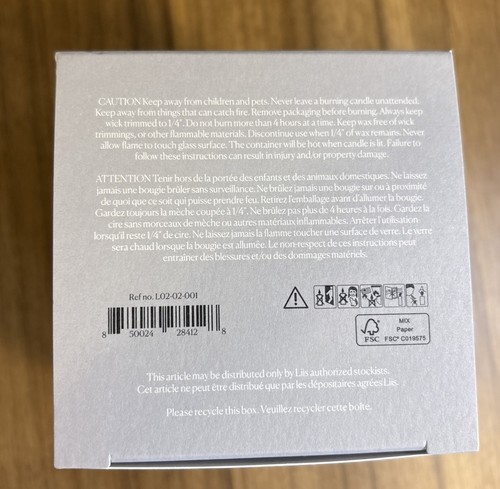 CAUTION Keep away from children and pets. Never leave a burning candle unattended.
Keep away from things that can catch fire. Remove packaging before burning. Always keep
wick trimmed to 1/4". Do not burn more than 4 hours at a time. Keep wax free of wick
trimmings, or other flammable materials. Discontinue use when 1/4" of wax remains. Never
allow flame to touch glass surface. The container will be hot when candle is lit. Failure to
follow these instructions can result in injury and/or property damage.
ATTENTION Tenir hors de la portée des enfants et des animaux domestiques. Ne laissez
jamais une bougie brûler sans surveillance. Ne brûlez jamais une bougie sur ou à proximité
de quoi que ce soit qui puisse prendre feu. Retirez l'emballage avant d'allumer la bougie.
Gardez toujours la mèche coupée à 1/4". Ne brûlez pas plus de 4 heures à la fois. Gardez la
cire sans morceaux de mèche ou autres matériaux inflammables. Arrêter l'utilisation
lorsqu'il reste 1/4" de cire. Ne laissez jamais la flamme toucher une surface de verre. Le verre
sera chaud lorsque la bougie est allumée. Le non-respect de ces instructions peut
entraîner des blessures et/ou des dommages matériels.
Ref no. 1.02-02-001
8 50024 28412 8
FSC
MIX
Paper
FSC® C019575
This article may be distributed only by Liis authorized stockists.
Cet article ne peut être distribué que par les dépositaires agréés Liis.
Please recycle this box. Veuillez recycler cette boîte.